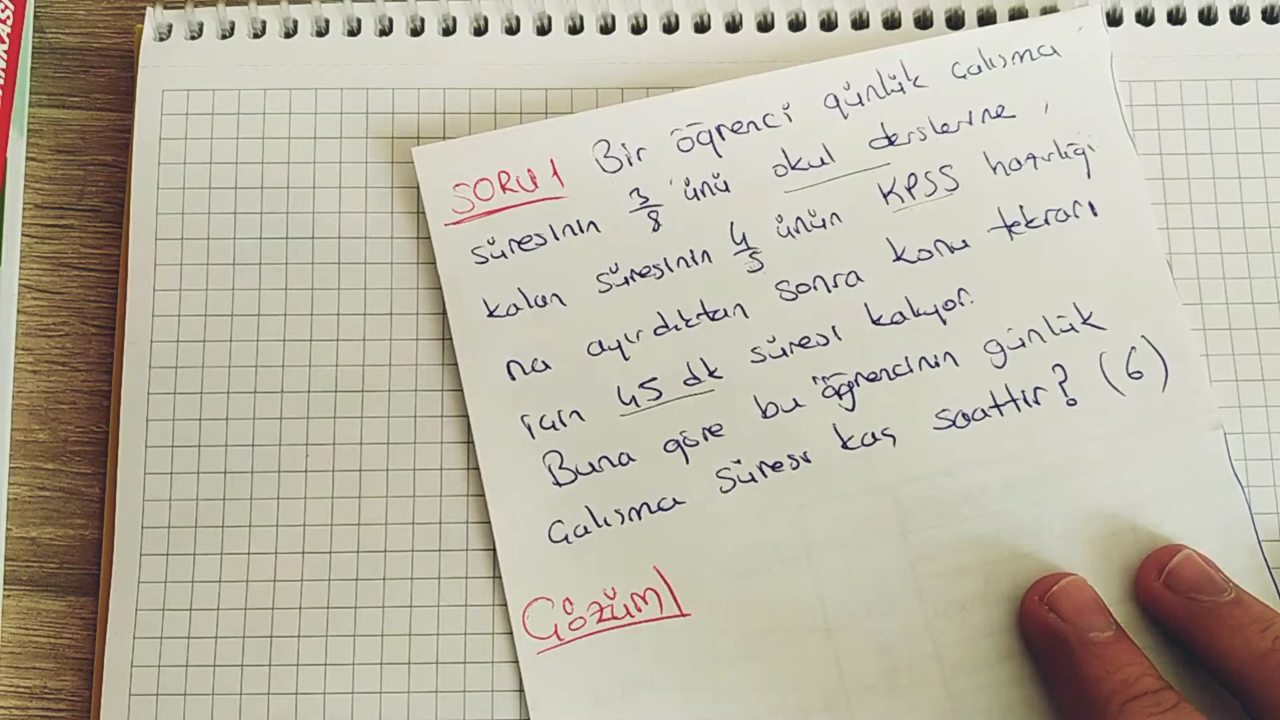 SORU 1 Bir öğrenci günlük çalışma
süresinin 3/8 'ünü okul derslerine,
kalan süresinin 4/5 ünün KPSS hazırlığı
na ayırdıktan sonra konu tekrarı
için 45 dk süresi kalıyor.
Buna göre bu öğrencinin günlük
Çalışma süresi kaç saattir? (6)
Çözüm